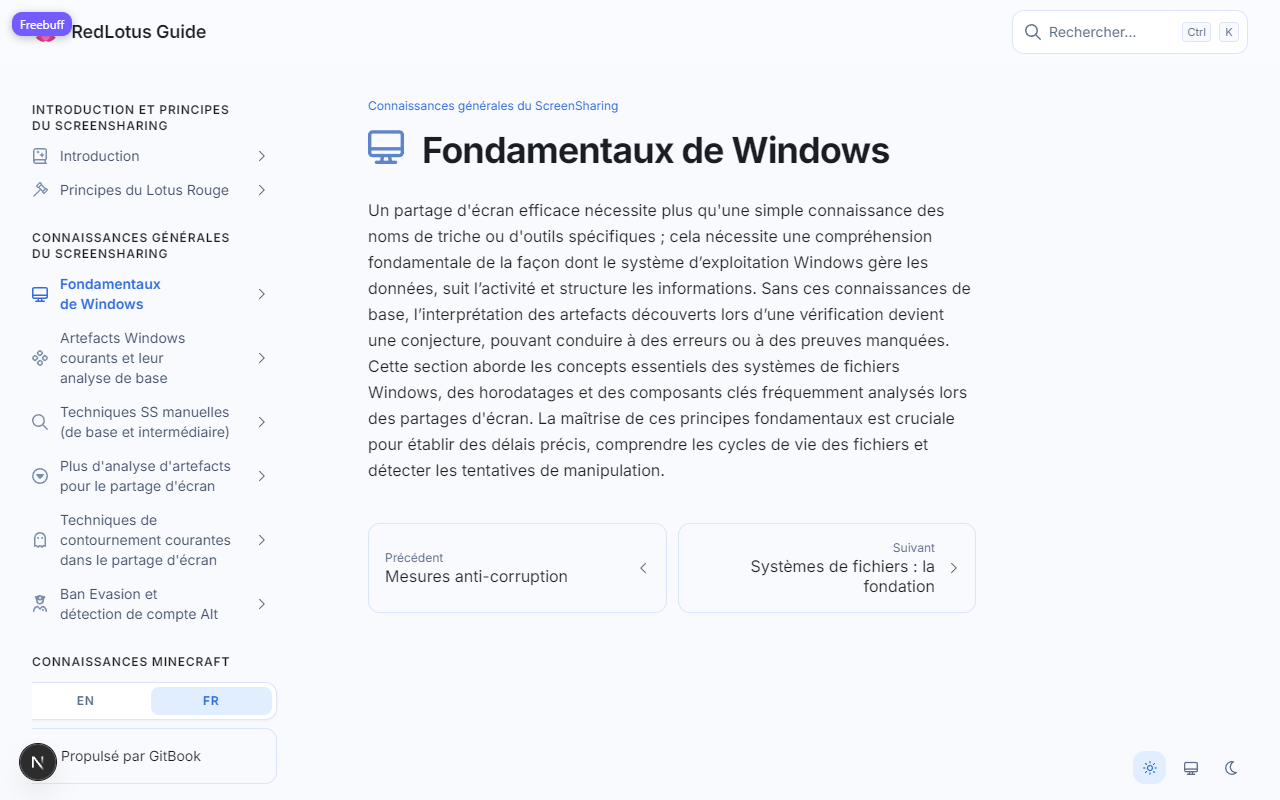 Freebuff
RedLotus Guide
Rechercher...
Ctrl
K
INTRODUCTION ET PRINCIPES
DU SCREENSHARING
Introduction
Principes du Lotus Rouge
CONNAISSANCES GÉNÉRALES
DU SCREENSHARING
Fondamentaux
de Windows
Artefacts Windows
courants et leur
analyse de base
Techniques SS manuelles
(de base et intermédiaire)
Plus d'analyse d'artefacts
pour le partage d'écran
Techniques de
contournement courantes
dans le partage d'écran
Ban Evasion et
détection de compte Alt
CONNAISSANCES MINECRAFT
EN
FR
N
Propulsé par GitBook
Connaissances générales du ScreenSharing
Fondamentaux de Windows
Un partage d'écran efficace nécessite plus qu'une simple connaissance des
noms de triche ou d'outils spécifiques ; cela nécessite une compréhension
fondamentale de la façon dont le système d’exploitation Windows gère les
données, suit l’activité et structure les informations. Sans ces connaissances de
base, l’interprétation des artefacts découverts lors d’une vérification devient
une conjecture, pouvant conduire à des erreurs ou à des preuves manquées.
Cette section aborde les concepts essentiels des systèmes de fichiers
Windows, des horodatages et des composants clés fréquemment analysés lors
des partages d'écran. La maîtrise de ces principes fondamentaux est cruciale
pour établir des délais précis, comprendre les cycles de vie des fichiers et
détecter les tentatives de manipulation.
Précédent
Mesures anti-corruption
Suivant
Systèmes de fichiers : la
fondation